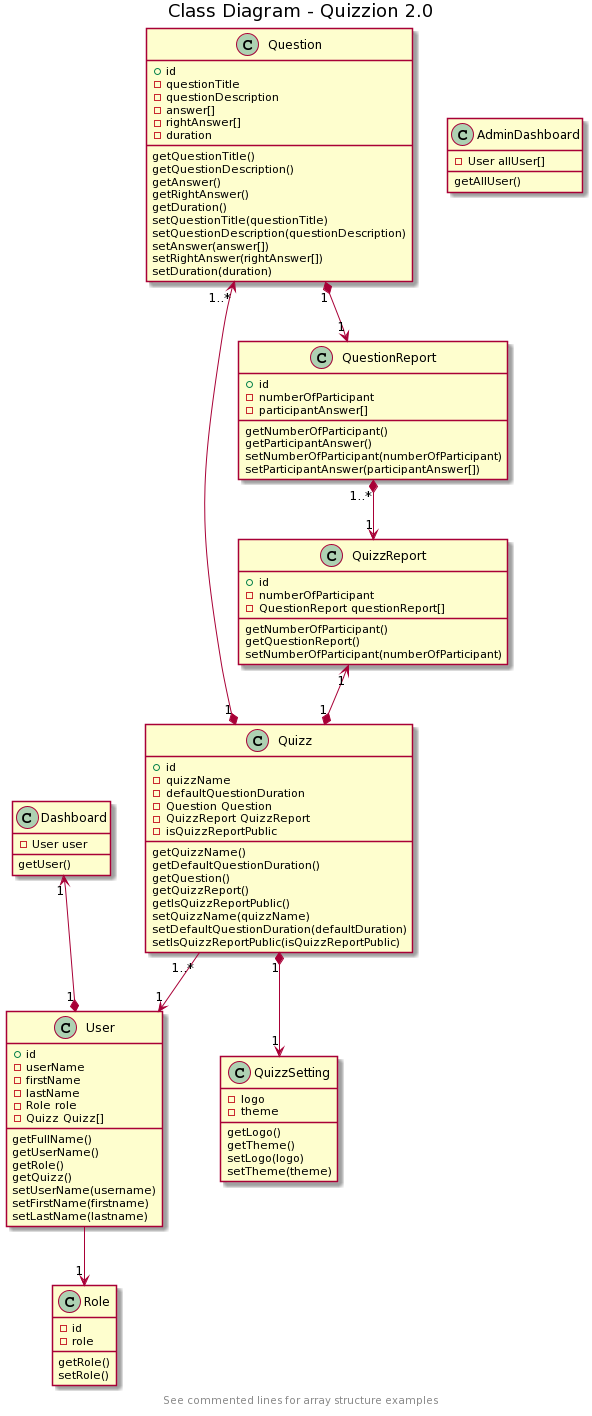 Class Diagram - Quizzion 2.0
C Question
id
questionTitle
questionDescription
answer[]
rightAnswer[]
duration
getQuestionTitle()
getQuestionDescription()
getAnswer()
getRightAnswer()
getDuration()
setQuestionTitle(questionTitle)
setQuestionDescription(questionDescription)
setAnswer(answer[])
setRightAnswer(rightAnswer[])
setDuration(duration)
C AdminDashboard
User allUser[]
getAllUser()
1..*
1
1
C QuestionReport
id
numberOfParticipant
participantAnswer[]
getNumberOfParticipant()
getParticipantAnswer()
setNumberOfParticipant(numberOfParticipant)
setParticipantAnswer(participantAnswer[])
1..*
1
C QuizzReport
id
numberOfParticipant
QuestionReport questionReport[]
getNumberOfParticipant()
getQuestionReport()
setNumberOfParticipant(numberOfParticipant)
1
1
1
C Quizz
id
quizzName
defaultQuestionDuration
Question Question
QuizzReport QuizzReport
isQuizzReportPublic
getQuizzName()
getDefaultQuestionDuration()
getQuestion()
getQuizzReport()
getIsQuizzReportPublic()
setQuizzName(quizzName)
setDefaultQuestionDuration(defaultDuration)
setIsQuizzReportPublic(isQuizzReportPublic)
C Dashboard
User user
getUser()
1
1
1..*
1
1
1
C User
id
userName
firstName
lastName
Role role
Quizz Quizz[]
getFullName()
getUserName()
getRole()
getQuizz()
setUserName(username)
setFirstName(firstname)
setLastName(lastname)
C QuizzSetting
logo
theme
getLogo()
getTheme()
setLogo(logo)
setTheme(theme)
1
C Role
id
role
getRole()
setRole()
See commented lines for array structure examples